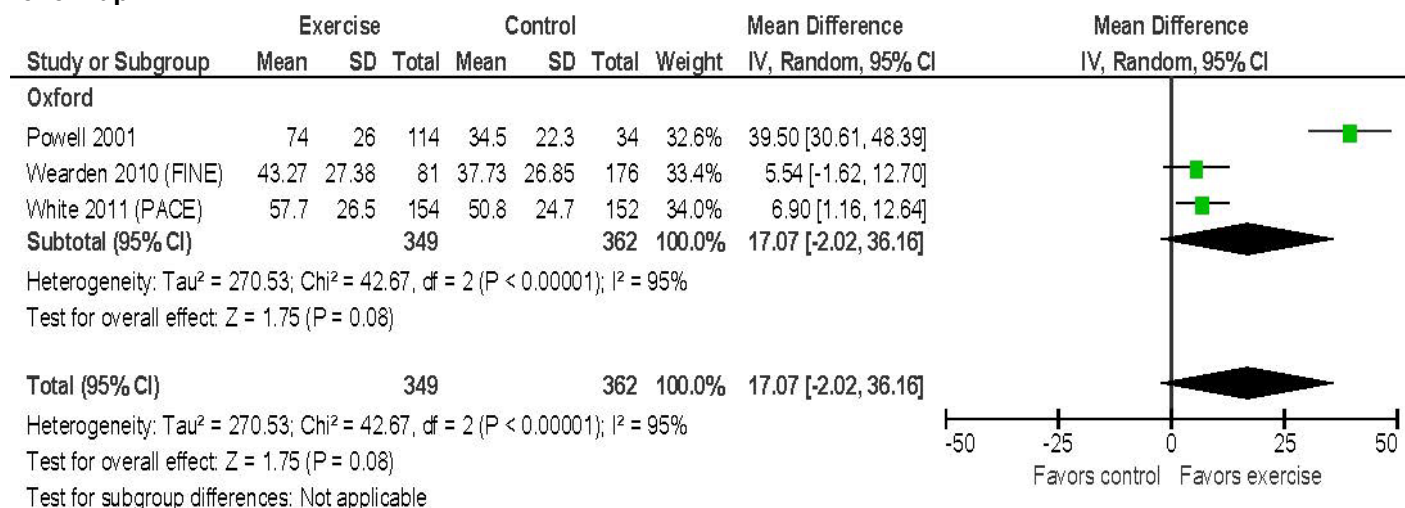 Exercise Control Mean Difference Mean Difference
Study or Subgroup Mean SD Total Mean SD Total Weight IV, Random, 95% CI IV, Random, 95% CI
Oxford
Powell 2001 74 26 114 34.5 22.3 34 32.6% 39.50 [30.61, 48.39]
Wearden 2010 (FINE) 43.27 27.38 81 37.73 26.85 176 33.4% 5.54 [-1.62, 12.70]
White 2011 (PACE) 57.7 26.5 154 50.8 24.7 152 34.0% 6.90 [1.16, 12.64]
Subtotal (95% CI) 349 362 100.0% 17.07 [-2.02, 36.16]
Heterogeneity: Tau² = 270.53; Chi² = 42.67, df = 2 (P < 0.00001); I² = 95%
Test for overall effect: Z = 1.75 (P = 0.08)
Total (95% CI) 349 362 100.0% 17.07 [-2.02, 36.16]
Heterogeneity: Tau² = 270.53; Chi² = 42.67, df = 2 (P < 0.00001); I² = 95%
Test for overall effect: Z = 1.75 (P = 0.08)
Test for subgroup differences: Not applicable
-50 -25 0 25 50
Favors control Favors exercise